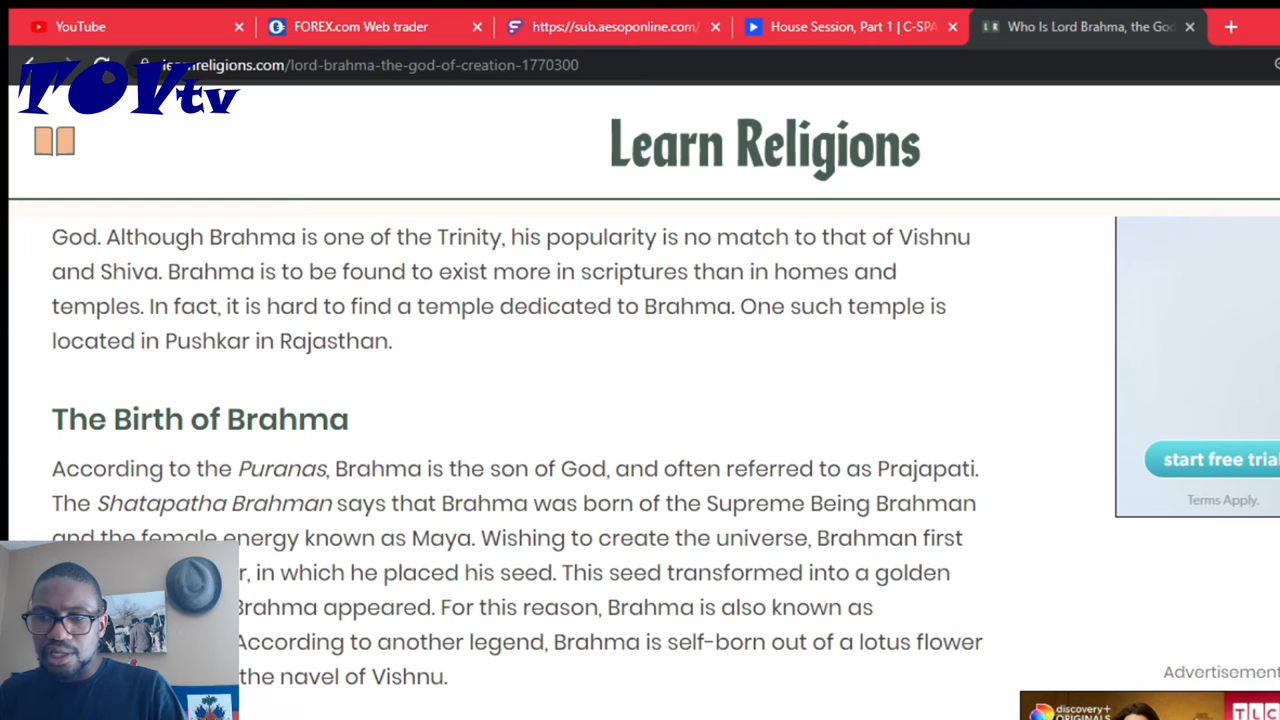 YouTube
FOREX.com Web trader
https://sub.aesoponline.com/
House Session, Part 1 | C-SPA
Who Is Lord Brahma, the God
religions.com/lord-brahma-the-god-of-creation-1770300
TOVtv
Learn Religions
God. Although Brahma is one of the Trinity, his popularity is no match to that of Vishnu
and Shiva. Brahma is to be found to exist more in scriptures than in homes and
temples. In fact, it is hard to find a temple dedicated to Brahma. One such temple is
located in Pushkar in Rajasthan.
The Birth of Brahma
According to the Puranas, Brahma is the son of God, and often referred to as Prajapati.
The Shatapatha Brahman says that Brahma was born of the Supreme Being Brahman
and the female energy known as Maya. Wishing to create the universe, Brahman first
r, in which he placed his seed. This seed transformed into a golden
Brahma appeared. For this reason, Brahma is also known as
According to another legend, Brahma is self-born out of a lotus flower
the navel of Vishnu.
start free trial
Terms Apply.
Advertisement
discovery+
ORIGINALS
TLC